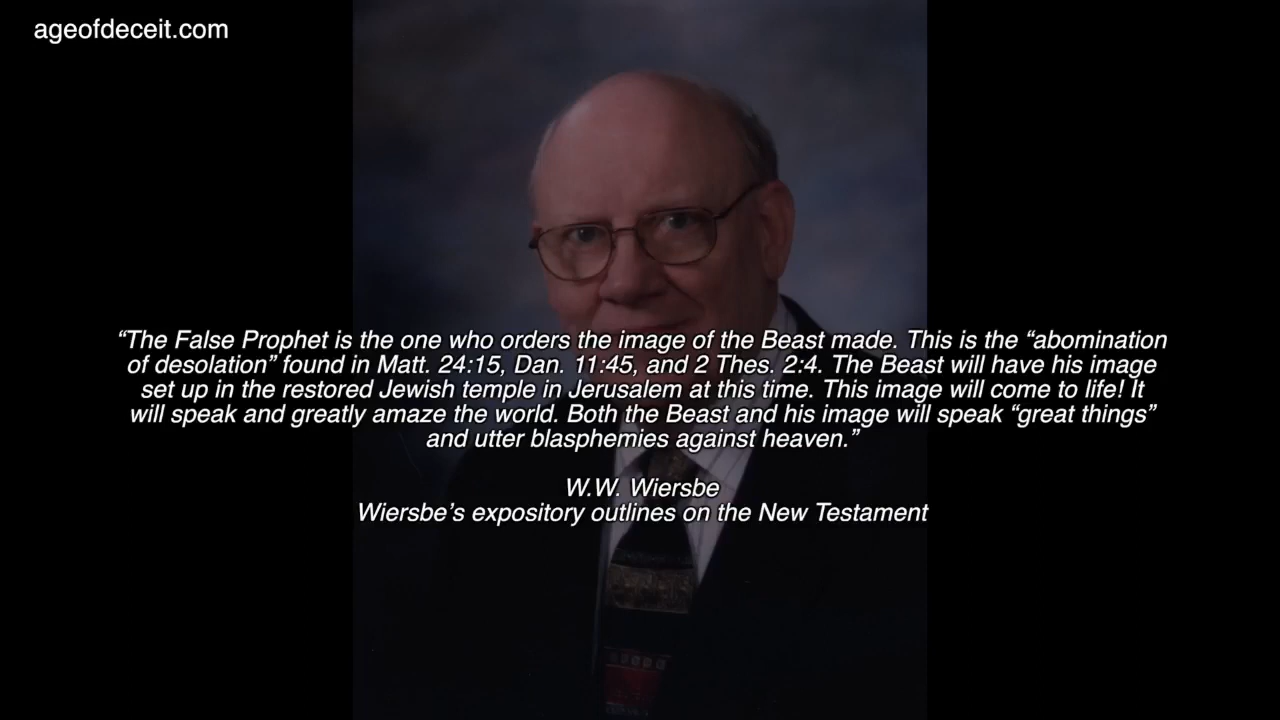 ageofdeceit.com
“The False Prophet is the one who orders the image of the Beast made. This is the “abomination
of desolation” found in Matt. 24:15, Dan. 11:45, and 2 Thes. 2:4. The Beast will have his image
set up in the restored Jewish temple in Jerusalem at this time. This image will come to life! It
will speak and greatly amaze the world. Both the Beast and his image will speak “great things”
and utter blasphemies against heaven.”
W.W. Wiersbe
Wiersbe’s expository outlines on the New Testament